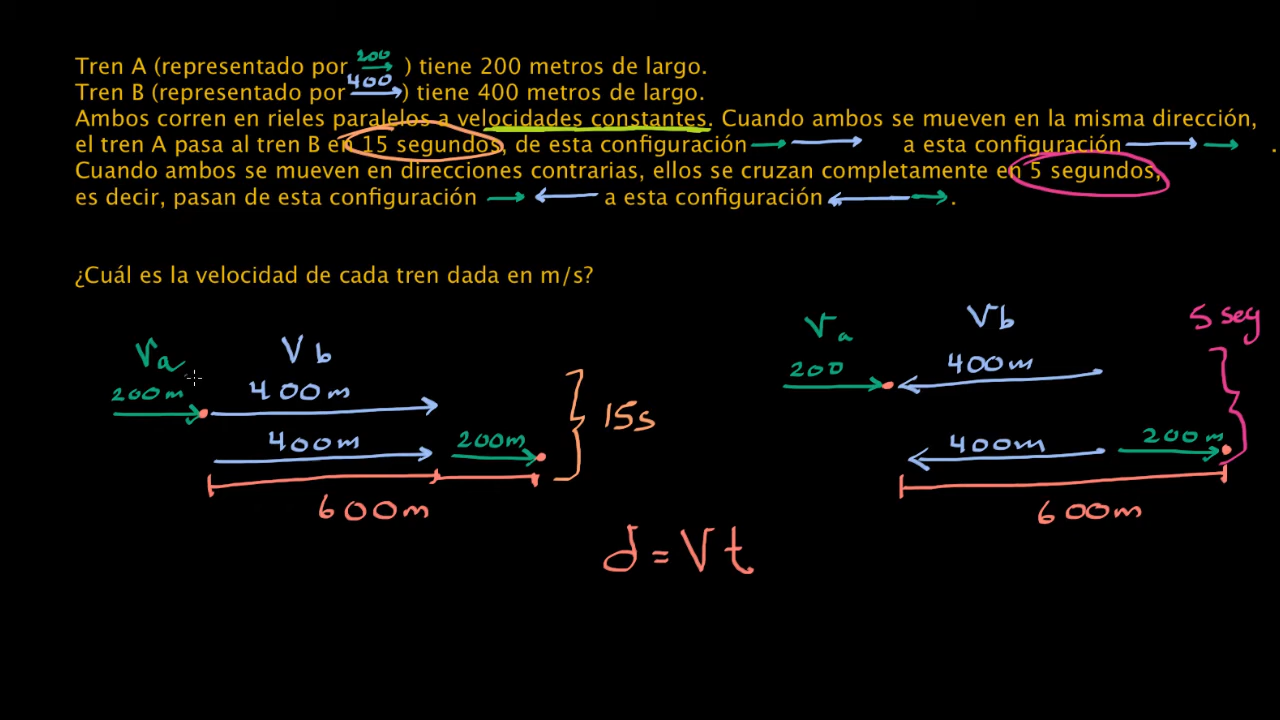 Tren A (representado por 200 ) tiene 200 metros de largo.
Tren B (representado por 400 ) tiene 400 metros de largo.
Ambos corren en rieles paralelos a velocidades constantes. Cuando ambos se mueven en la misma dirección,
el tren A pasa al tren B en 15 segundos, de esta configuración a esta configuración .
Cuando ambos se mueven en direcciones contrarias, ellos se cruzan completamente en 5 segundos,
es decir, pasan de esta configuración a esta configuración .
¿Cuál es la velocidad de cada tren dada en m/s?
Va Vb
200m 400m
400m 200m
600m
15s
Va Vb
200 400m
400m 200m
600m
5 seg
d = Vt